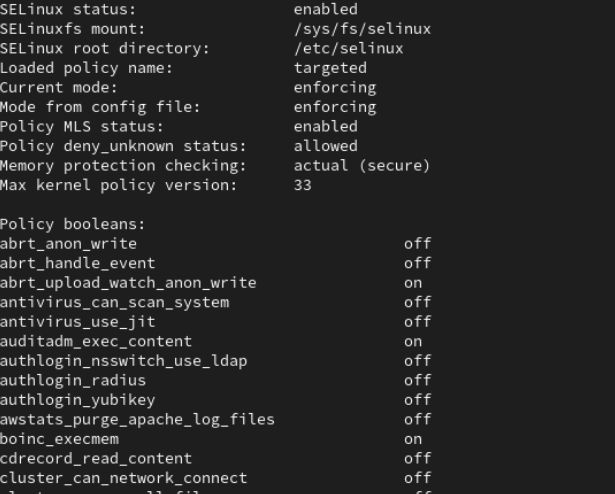 SELinux status: enabled
SELinuxfs mount: /sys/fs/selinux
SELinux root directory: /etc/selinux
Loaded policy name: targeted
Current mode: enforcing
Mode from config file: enforcing
Policy MLS status: enabled
Policy deny_unknown status: allowed
Memory protection checking: actual (secure)
Max kernel policy version: 33
Policy booleans:
abrt_anon_write off
abrt_handle_event off
abrt_upload_watch_anon_write on
antivirus_can_scan_system off
antivirus_use_jit off
auditadm_exec_content on
authlogin_nsswitch_use_ldap off
authlogin_radius off
authlogin_yubikey off
awstats_purge_apache_log_files off
boinc_execmem on
cdrecord_read_content off
cluster_can_network_connect off